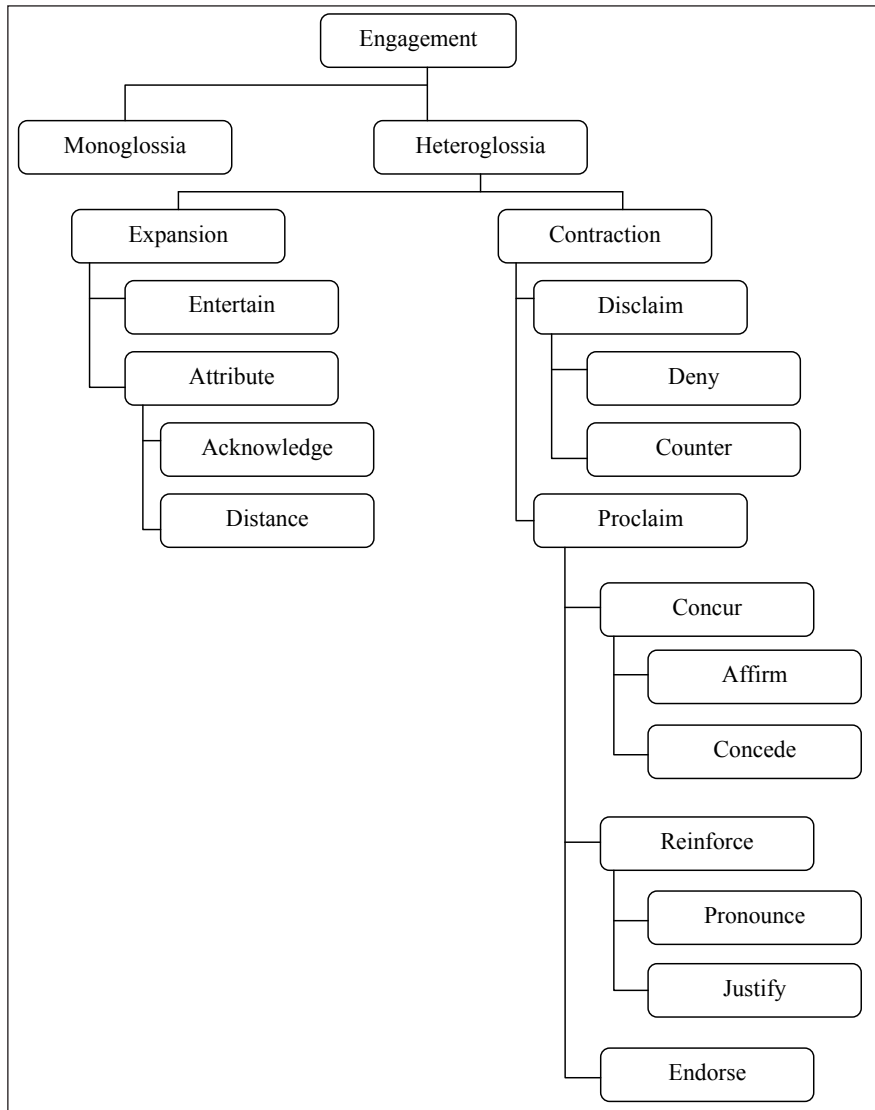 Engagement
Monoglossia
Heteroglossia
Expansion
Contraction
Entertain
Disclaim
Attribute
Deny
Acknowledge
Counter
Distance
Proclaim
Concur
Affirm
Concede
Reinforce
Pronounce
Justify
Endorse